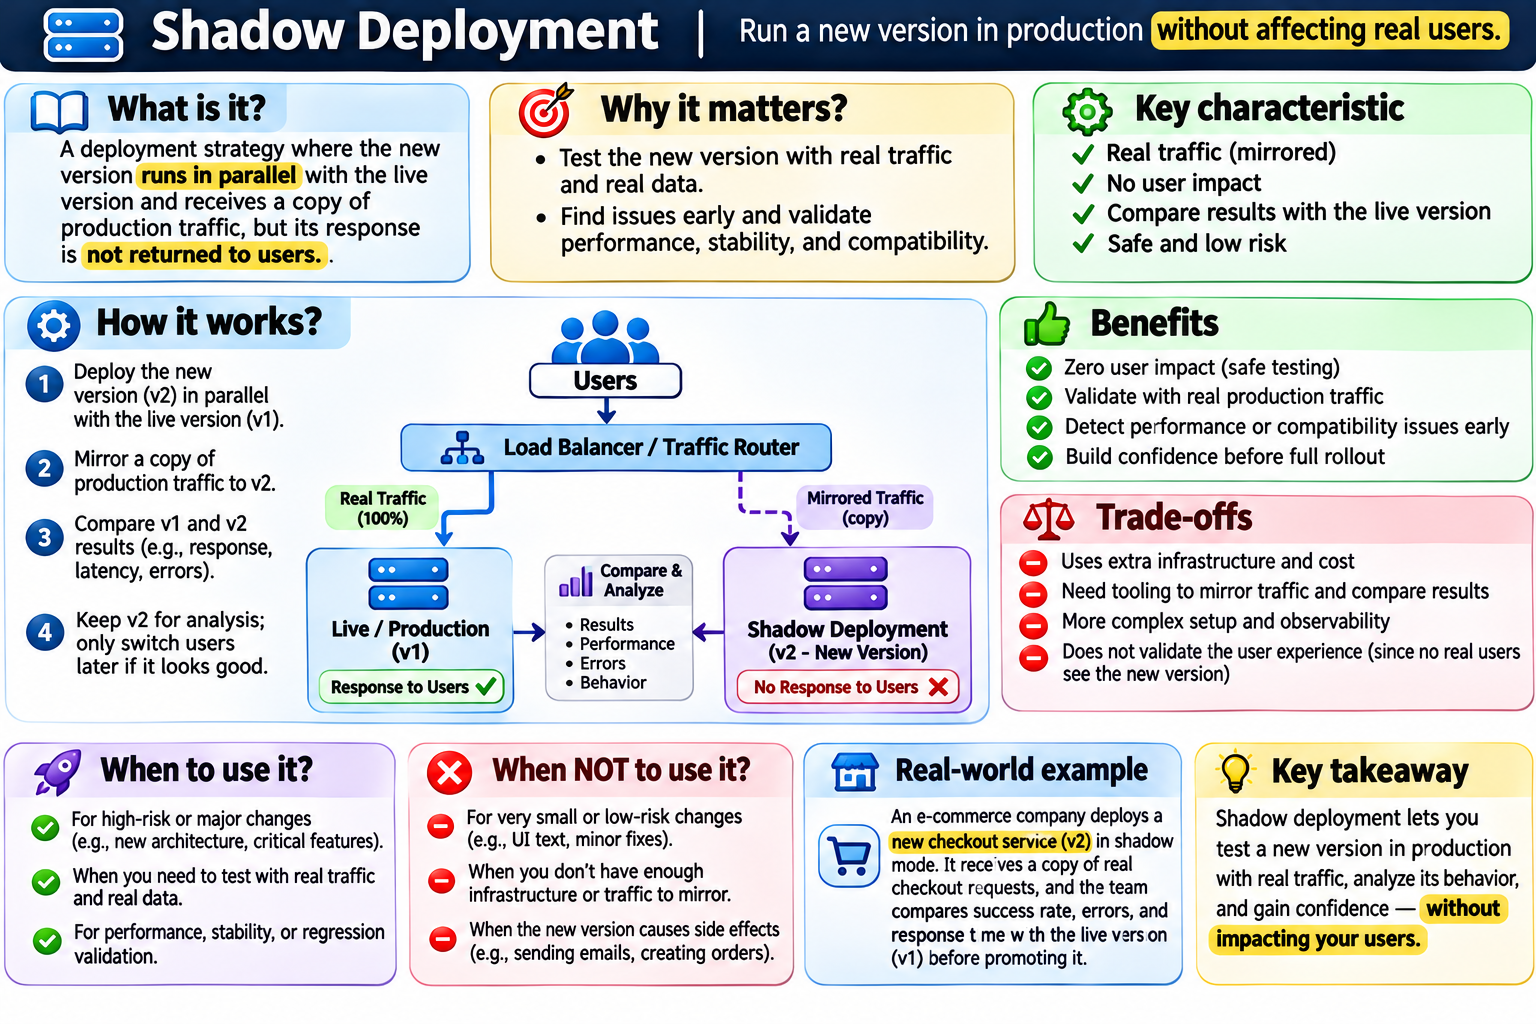 Shadow Deployment
Run a new version in production without affecting real users.
What is it?
A deployment strategy where the new
version runs in parallel with the live
version and receives a copy of
production traffic, but its response
is not returned to users. .
Why it matters?
• Test the new version with real traffic
and real data.
• Find issues early and validate
performance, stability, and compatibility.
Key characteristic
Real traffic (mirrored)
No user impact
Compare results with the live version
Safe and low risk
How it works?
1 Deploy the new
version (v2) in parallel
with the live version (v1).
2 Mirror a copy of
production traffic to v2.
3 Compare v1 and v2
results (e.g., response,
latency, errors).
4 Keep v2 for analysis;
only switch users
later if it looks good.
Users
Load Balancer / Traffic Router
Real Traffic
(100%)
Mirrored Traffic
(copy)
Live / Production
(v1)
Response to Users
Compare &
Analyze
• Results
• Performance
• Errors
• Behavior
Shadow Deployment
(v2 - New Version)
No Response to Users
Benefits
Zero user impact (safe testing)
Validate with real production traffic
Detect performance or compatibility issues early
Build confidence before full rollout
Trade-offs
Uses extra infrastructure and cost
Need tooling to mirror traffic and compare results
More complex setup and observability
Does not validate the user experience (since no real users
see the new version)
When to use it?
For high-risk or major changes
(e.g., new architecture, critical features).
When you need to test with real traffic
and real data.
For performance, stability, or regression
validation.
When NOT to use it?
For very small or low-risk changes
(e.g., UI text, minor fixes).
When you don't have enough
infrastructure or traffic to mirror.
When the new version causes side effects
(e.g., sending emails, creating orders).
Real-world example
An e-commerce company deploys a
new checkout service (v2) in shadow
mode. It receives a copy of real
checkout requests, and the team
compares success rate, errors, and
response t me w th the live vers on
(v1) before promoting it.
Key takeaway
Shadow deployment lets you
test a new version in production
with real traffic, analyze its behavior,
and gain confidence — without
impacting your users.